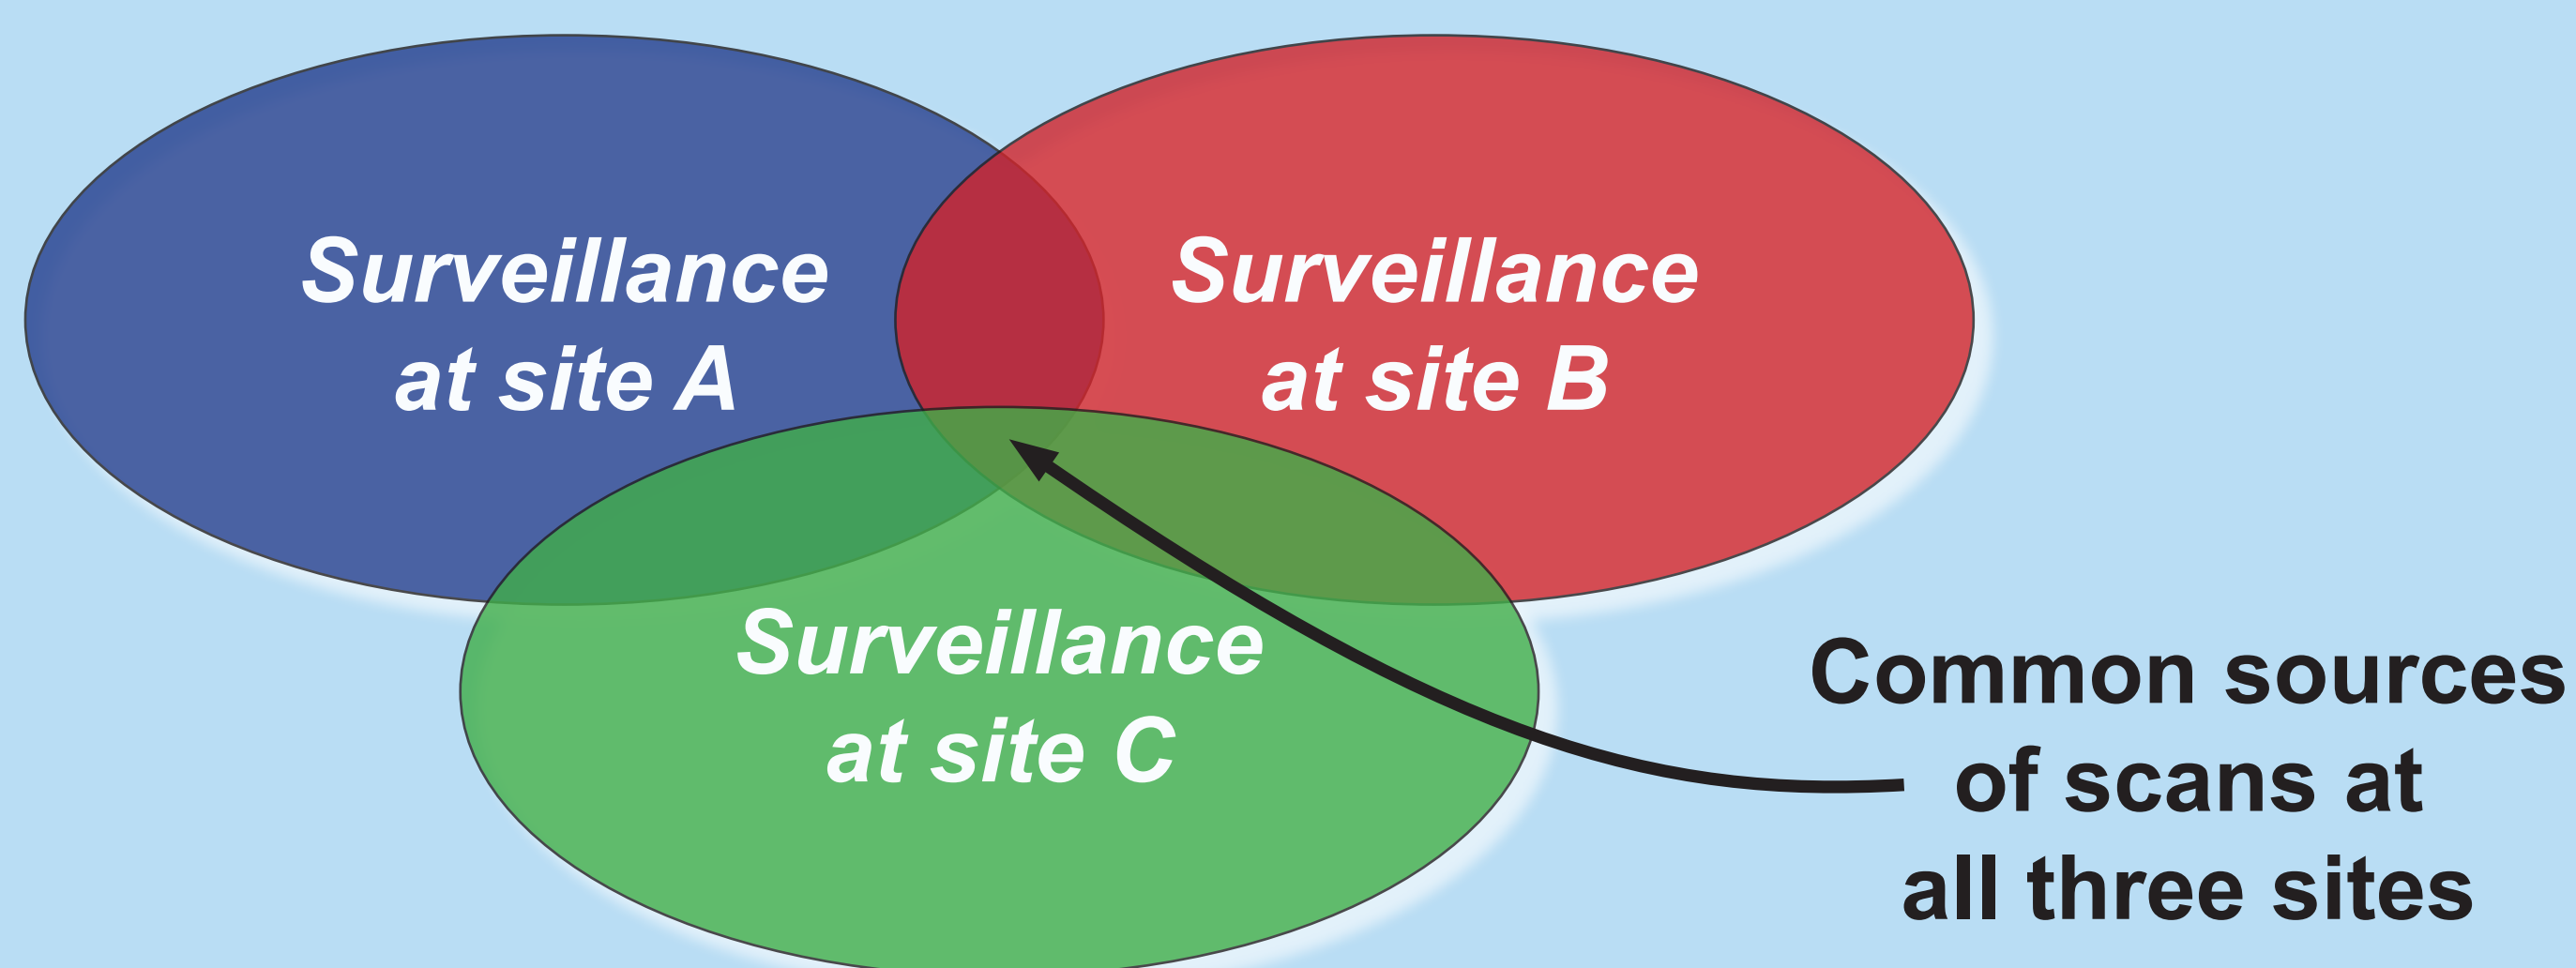 Surveillance
at site A
Surveillance
at site B
Surveillance
at site C
Common sources
of scans at
all three sites